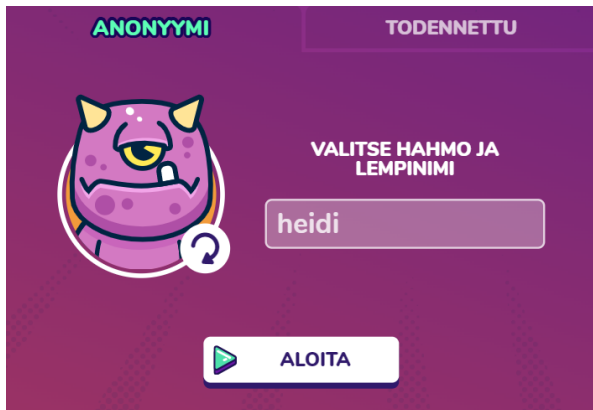 ANONYYMI
TODENNETTU
VALITSE HAHMO JA
LEMPINIMI
heidi
ALOITA